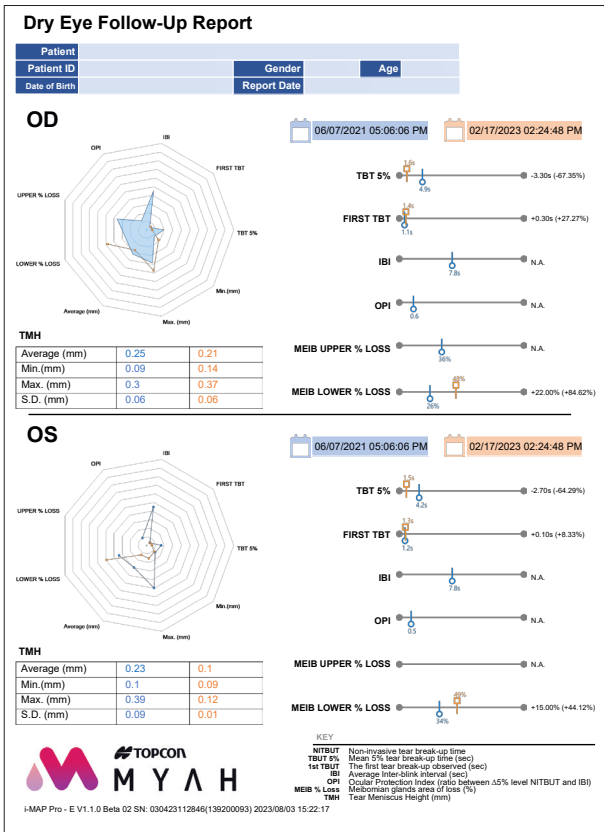 Dry Eye Follow-Up Report
Patient
Patient ID Gender Age
Date of Birth Report Date
OD
06/07/2021 05:06:06 PM 02/17/2023 02:24:48 PM
IBI
OPI
FIRST TBT
UPPER % LOSS
TBT 5%
LOWER % LOSS
Min.(mm)
Average (mm)
Max. (mm)
TBT 5% 1.6s 4.9s -3.30s (-67.35%)
FIRST TBT 1.4s 1.1s +0.30s (+27.27%)
IBI 7.8s N.A.
OPI 0.6 N.A.
MEIB UPPER % LOSS 36% N.A.
MEIB LOWER % LOSS 48% 26% +22.00% (+84.62%)
TMH
Average (mm) 0.25 0.21
Min.(mm) 0.09 0.14
Max. (mm) 0.3 0.37
S.D. (mm) 0.06 0.06
OS
06/07/2021 05:06:06 PM 02/17/2023 02:24:48 PM
IBI
OPI
FIRST TBT
UPPER % LOSS
TBT 5%
LOWER % LOSS
Min.(mm)
Average (mm)
Max. (mm)
TBT 5% 1.5s 4.2s -2.70s (-64.29%)
FIRST TBT 1.3s 1.2s +0.10s (+8.33%)
IBI 7.8s N.A.
OPI 0.5 N.A.
MEIB UPPER % LOSS N.A.
MEIB LOWER % LOSS 49% 34% +15.00% (+44.12%)
TMH
Average (mm) 0.23 0.1
Min.(mm) 0.1 0.09
Max. (mm) 0.39 0.12
S.D. (mm) 0.09 0.01
KEY
NITBUT Non-invasive tear break-up time
TBUT 5% Mean 5% tear break-up time (sec)
1st TBUT The first tear break-up observed (sec)
IBI Average Inter-blink interval (sec)
OPI Ocular Protection Index (ratio between Δ5% level NITBUT and IBI)
MEIB % Loss Meibomian glands area of loss (%)
TMH Tear Meniscus Height (mm)
TOPCON
MYAH
i-MAP Pro - E V1.1.0 Beta 02 SN: 030423112846(139200093) 2023/08/03 15:22:17